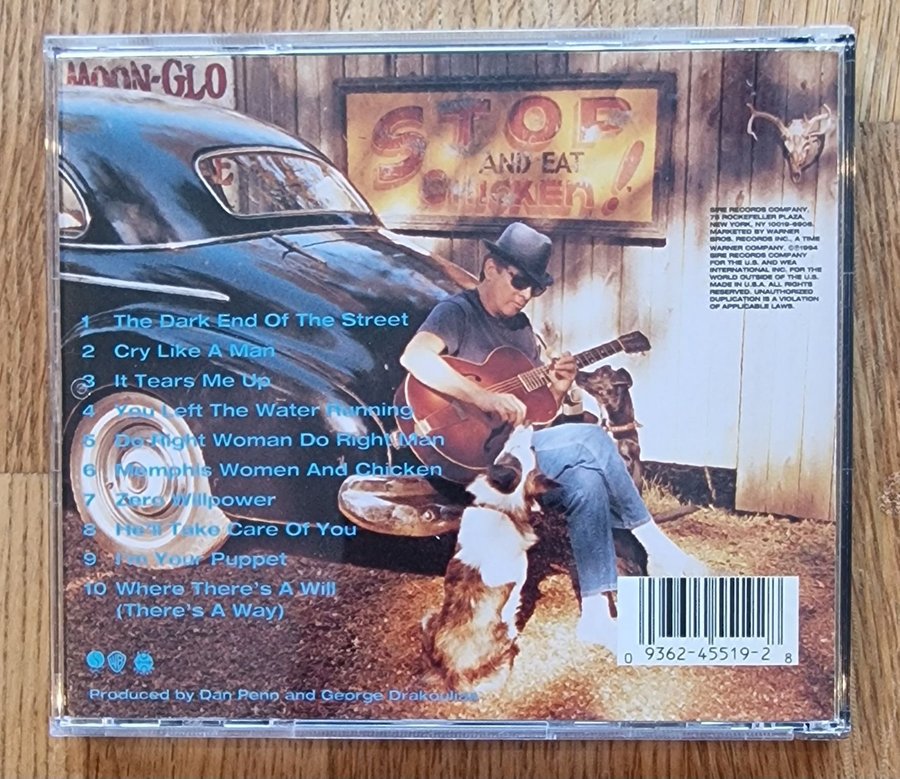 MOON-GLO
STOP
AND EAT
CHICKEN!
SIRE RECORDS COMPANY,
75 ROCKEFELLER PLAZA,
NEW YORK, NY 10019-6908.
MARKETED BY WARNER
BROS. RECORDS INC., A TIME
WARNER COMPANY. ©℗1994
SIRE RECORDS COMPANY
FOR THE U.S. AND WEA
INTERNATIONAL INC. FOR THE
WORLD OUTSIDE OF THE U.S.
MADE IN U.S.A. ALL RIGHTS
RESERVED. UNAUTHORIZED
DUPLICATION IS A VIOLATION
OF APPLICABLE LAWS.
1 The Dark End Of The Street
2 Cry Like A Man
3 It Tears Me Up
4 You Left The Water Running
5 Do Right Woman Do Right Man
6 Memphis Women And Chicken
7 Zero Willpower
8 He'll Take Care Of You
9 I'm Your Puppet
10 Where There's A Will
(There's A Way)
Produced by Dan Penn and George Drakoulias
0 9362-45519-2 8